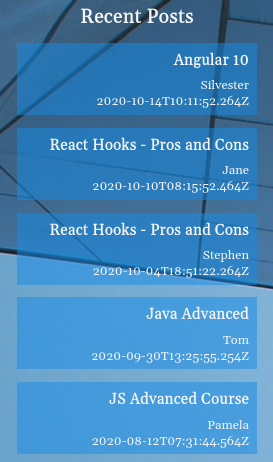 Recent Posts
Angular 10
Silvester
2020-10-14T10:11:52.264Z
React Hooks - Pros and Cons
Jane
2020-10-10T08:15:52.464Z
React Hooks - Pros and Cons
Stephen
2020-10-04T18:51:22.264Z
Java Advanced
Tom
2020-09-30T13:25:55.254Z
JS Advanced Course
Pamela
2020-08-12T07:31:44.564Z